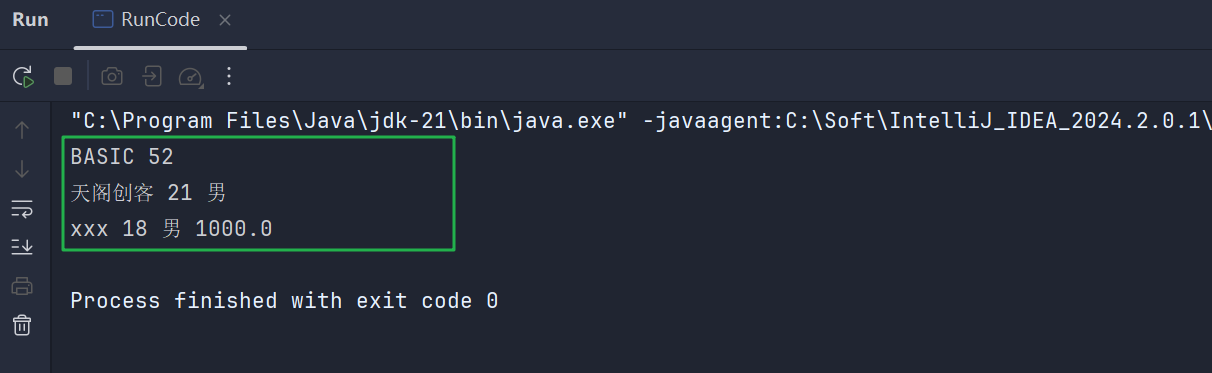 Run RunCode
"C:\Program Files\Java\jdk-21\bin\java.exe" -javaagent:C:\Soft\IntelliJ_IDEA_2024.2.0.1\
BASIC 52
天阁创客 21 男
xxx 18 男 1000.0
Process finished with exit code 0